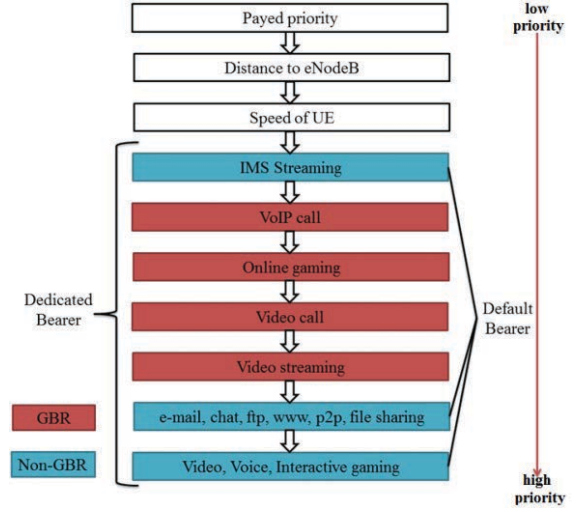 Payed priority
low
priority
Distance to eNodeB
Speed of UE
IMS Streaming
VoIP call
Online gaming
Dedicated
Bearer
Default
Bearer
Video call
Video streaming
GBR
e-mail, chat, ftp, www, p2p, file sharing
Non-GBR
Video, Voice, Interactive gaming
high
priority